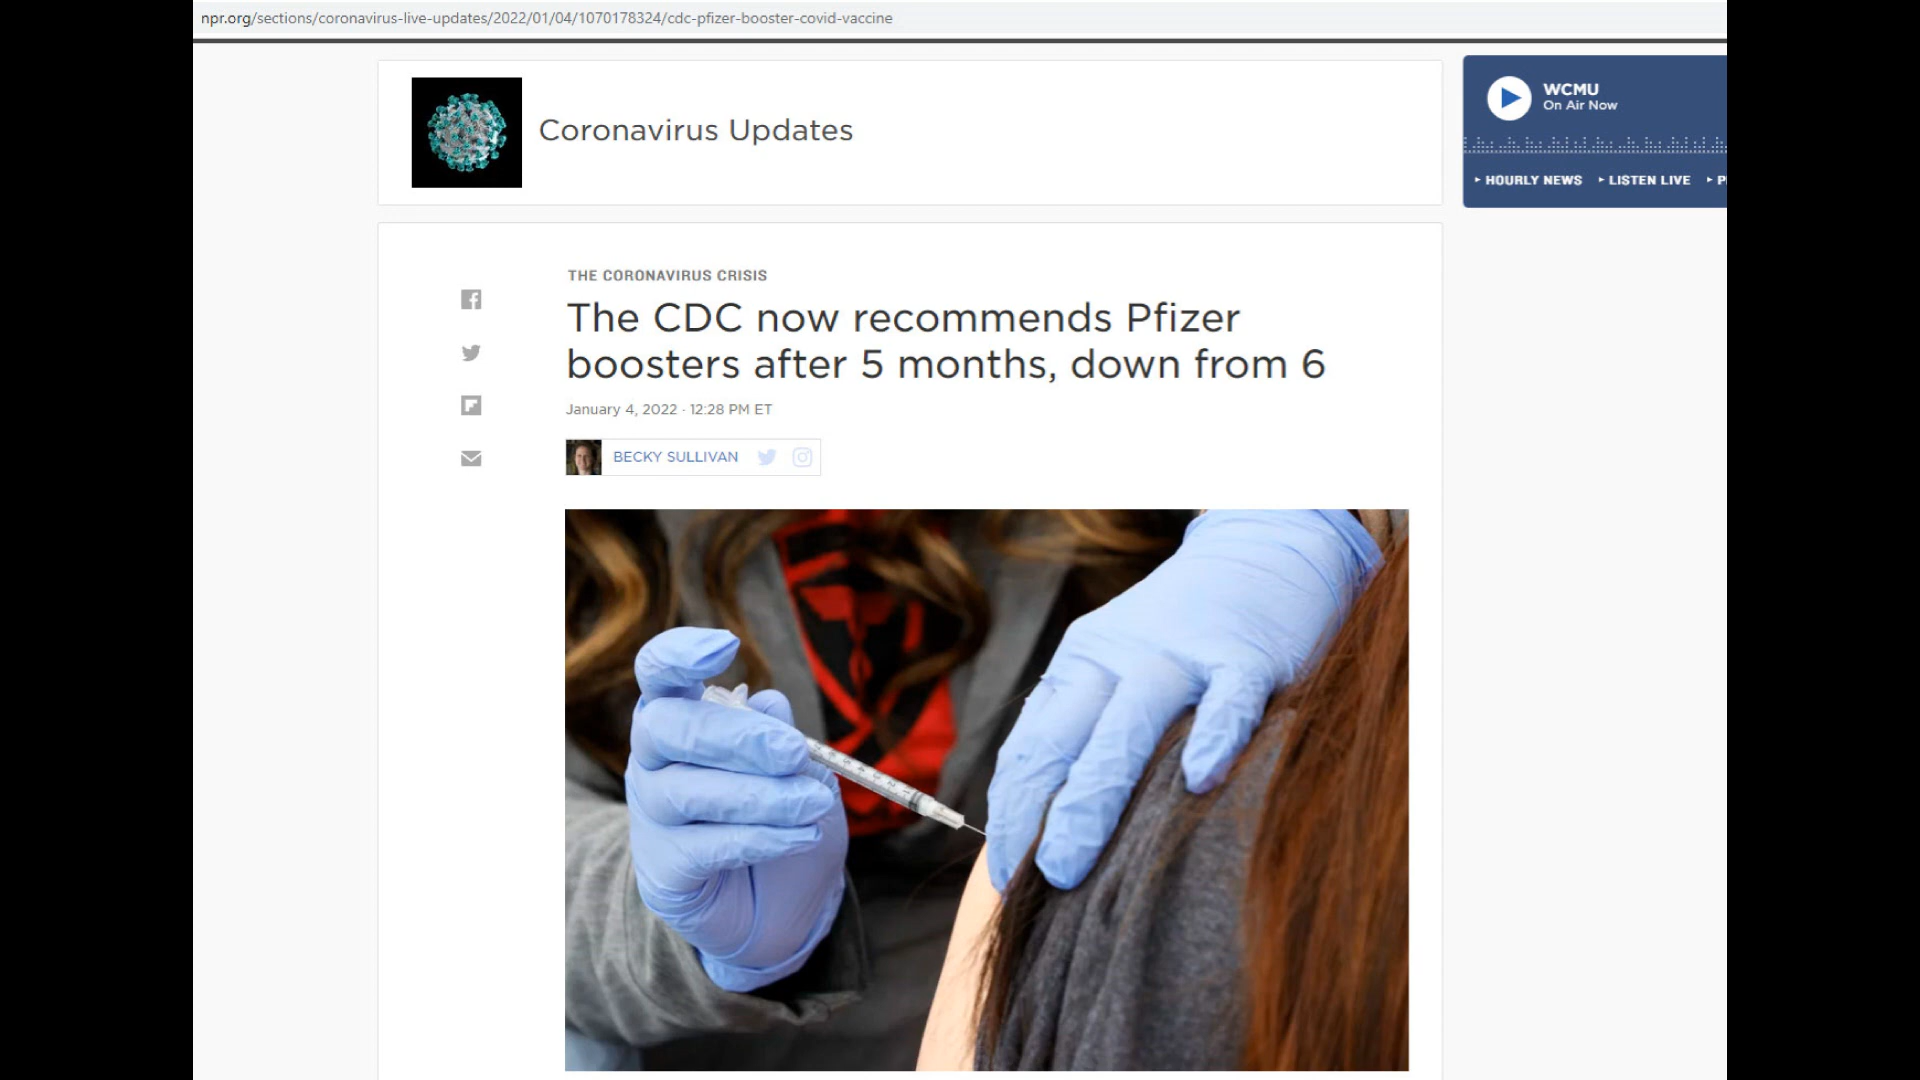 npr.org/sections/coronavirus-live-updates/2022/01/04/1070178324/cdc-pfizer-booster-covid-vaccine
Coronavirus Updates
WCMU
On Air Now
HOURLY NEWS
LISTEN LIVE
THE CORONAVIRUS CRISIS
The CDC now recommends Pfizer
boosters after 5 months, down from 6
January 4, 2022 · 12:28 PM ET
BECKY SULLIVAN